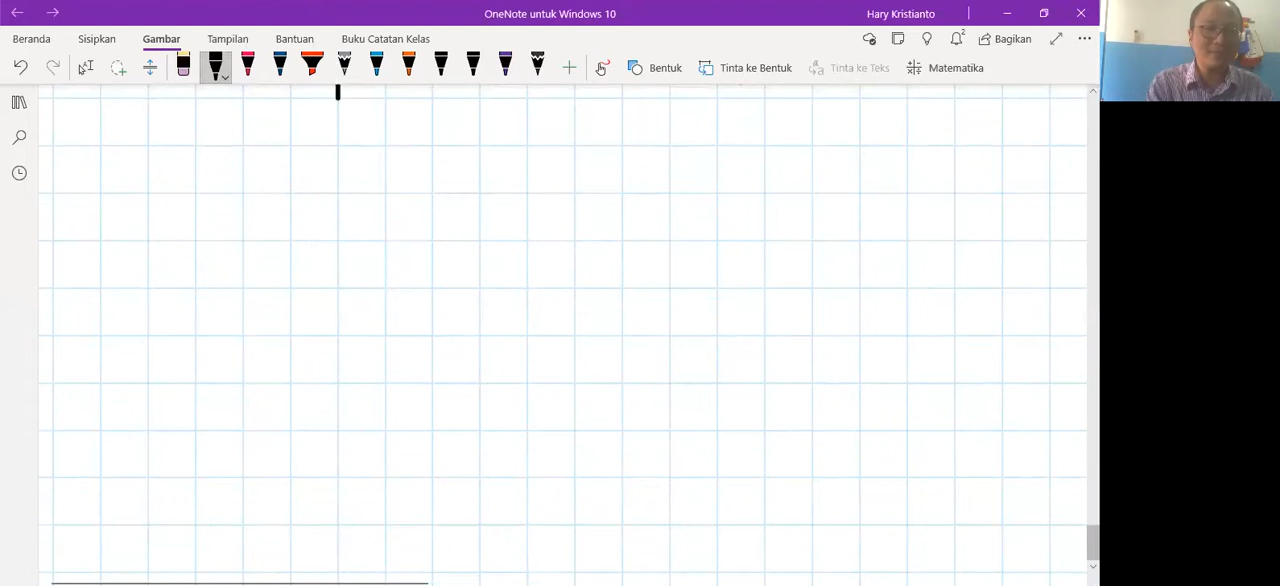 OneNote untuk Windows 10
Hary Kristianto
Beranda
Sisipkan
Gambar
Tampilan
Bantuan
Buku Catatan Kelas
2
Bagikan
Bentuk
Tinta ke Bentuk
Tinta ke Teks
Matematika